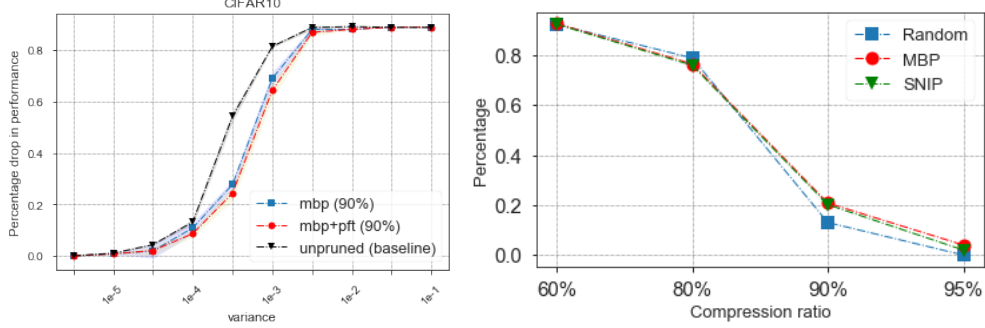 CIFAR10
Percentage drop in performance
0.8
0.6
0.4
0.2
0.0
mbp (90%)
mbp+pft (90%)
unpruned (baseline)
1e-5
1e-4
1e-3
1e-2
1e-1
variance
Percentage
0.8
0.6
0.4
0.2
0.0
Random
MBP
SNIP
60%
80%
90%
95%
Compression ratio